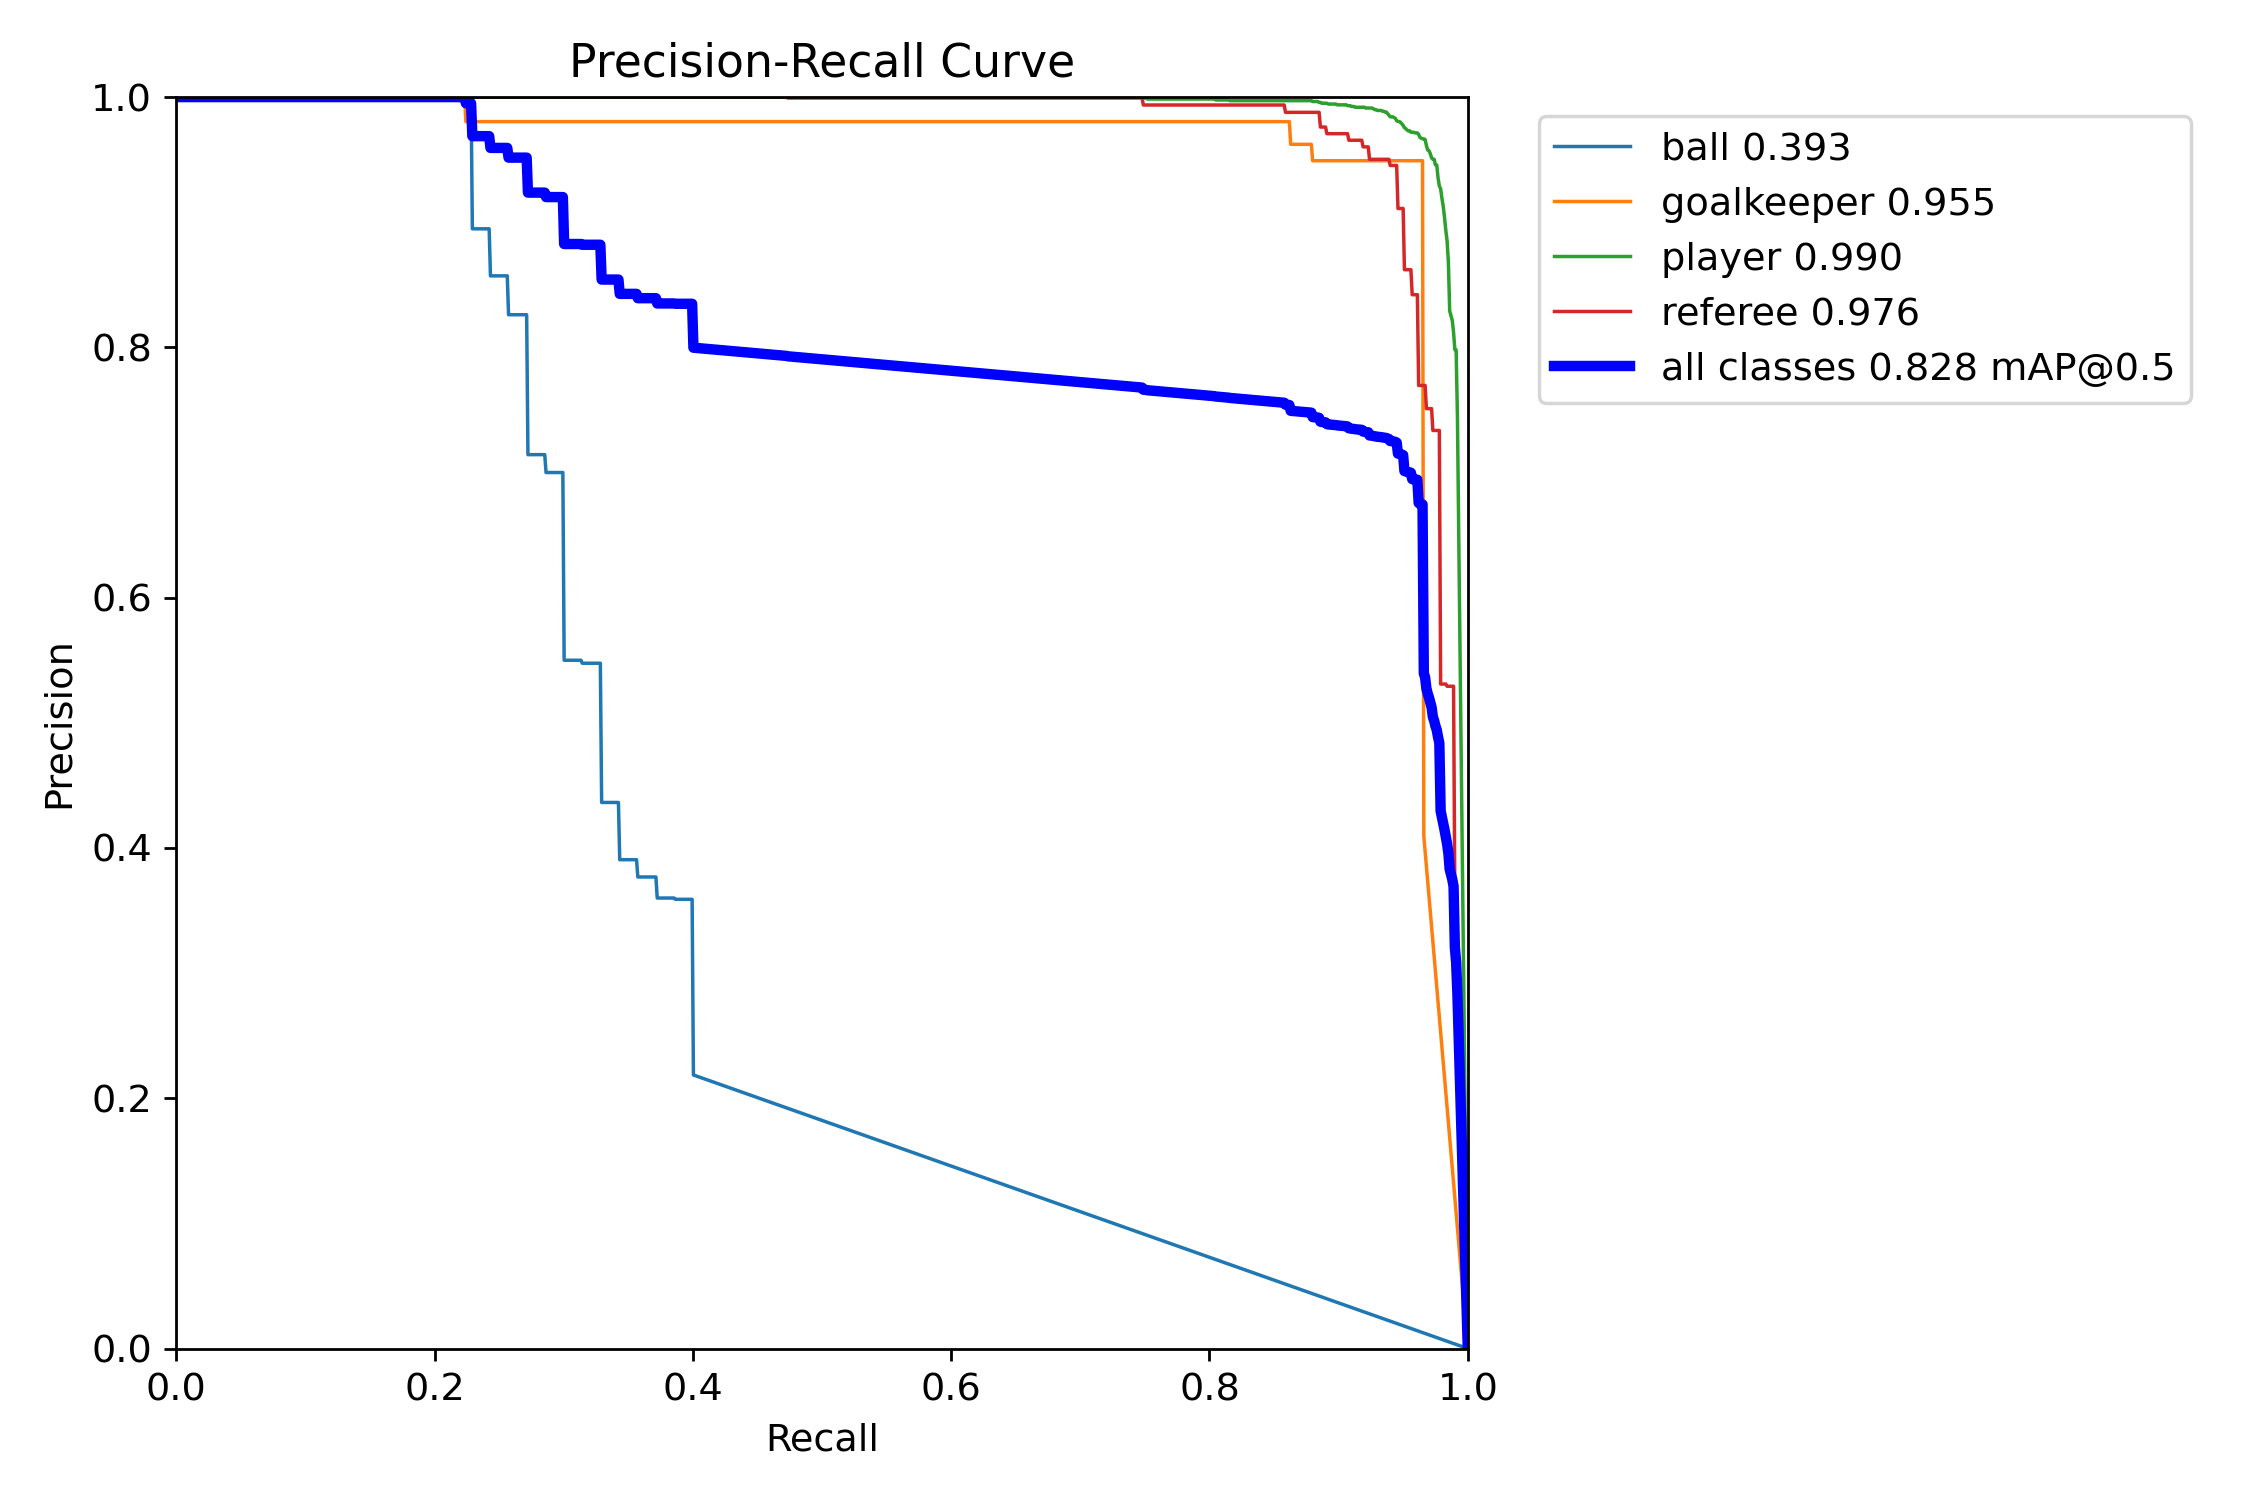 Precision-Recall Curve
1.0
0.8
0.6
0.4
0.2
0.0
Precision
0.0 0.2 0.4 0.6 0.8 1.0
Recall
ball 0.393
goalkeeper 0.955
player 0.990
referee 0.976
all classes 0.828 mAP@0.5